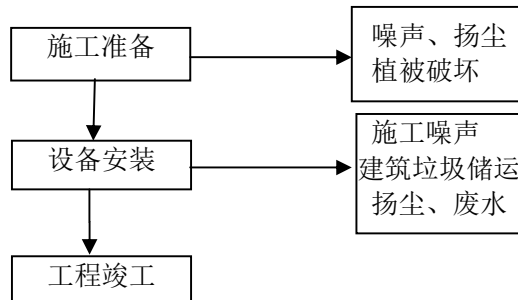 施工准备
噪声、扬尘
植被破坏
设备安装
施工噪声
建筑垃圾储运
扬尘、废水
工程竣工